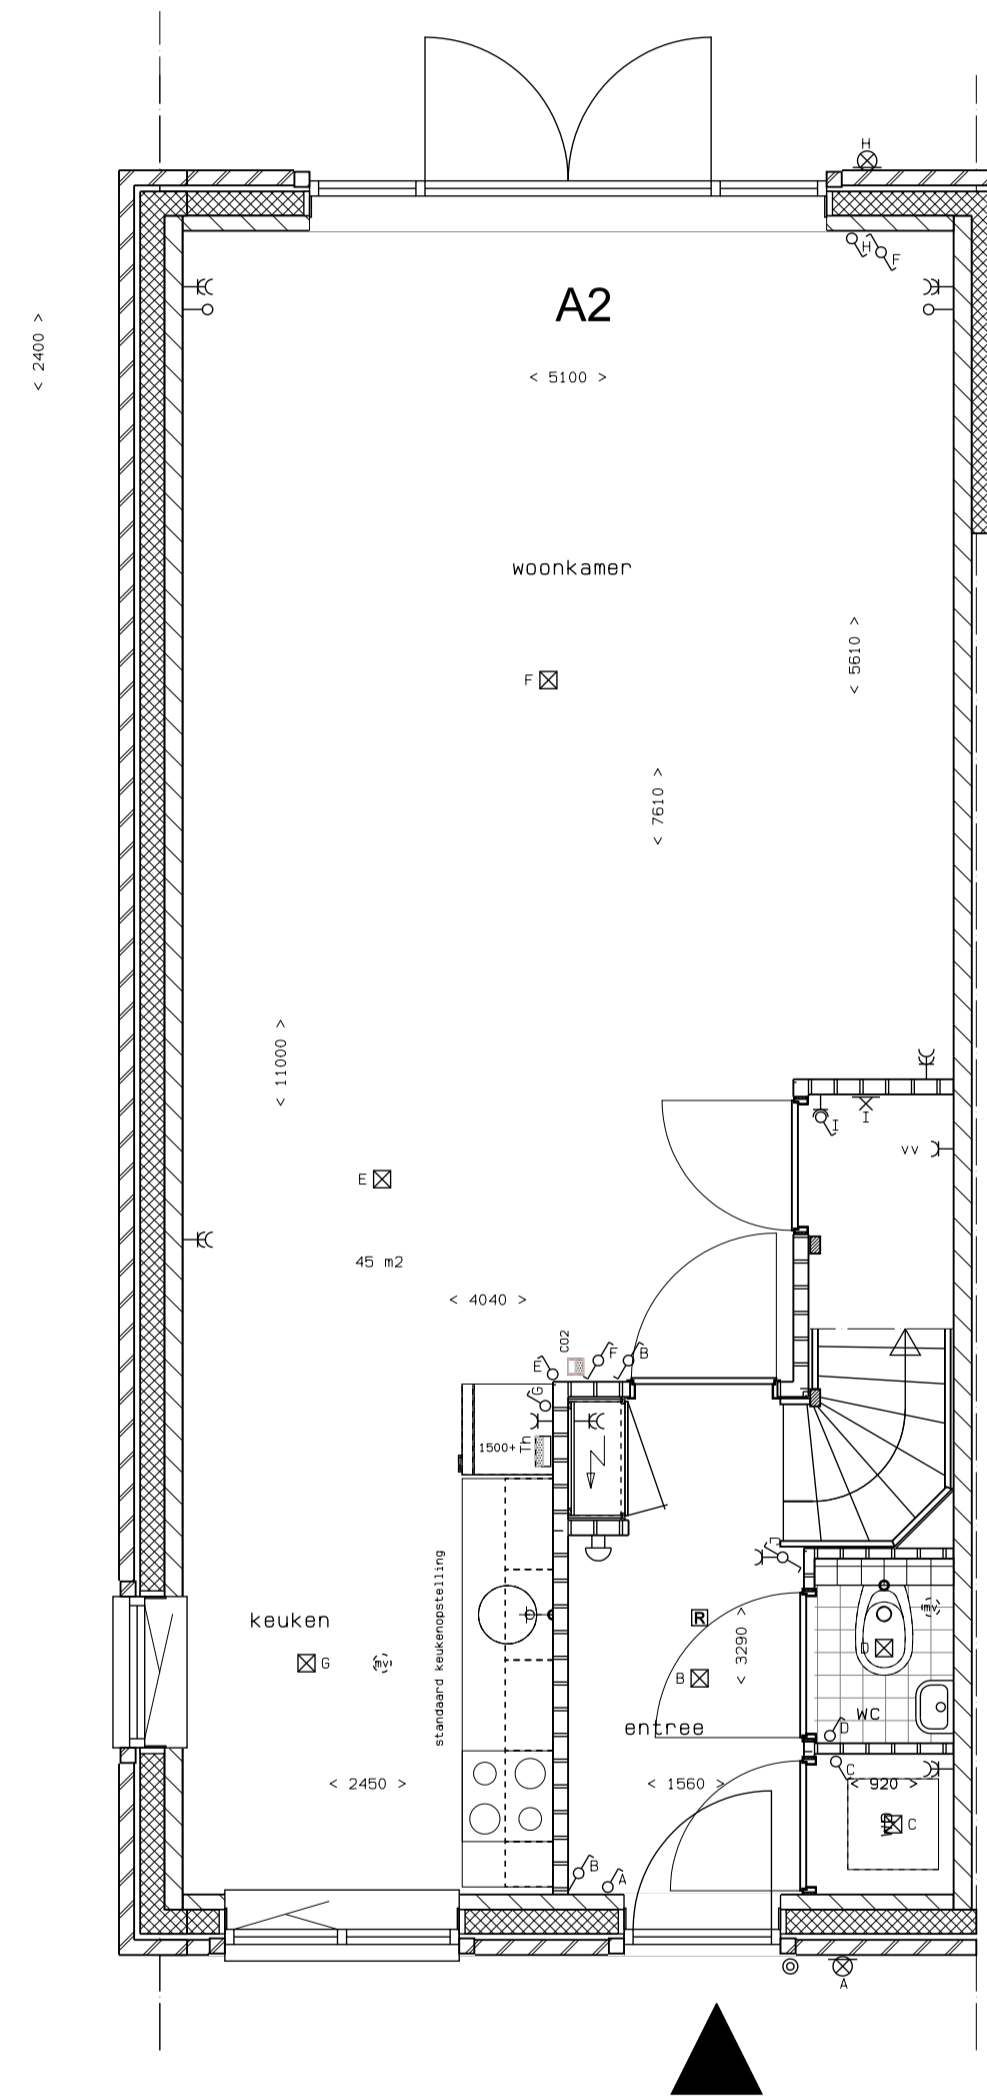 H
H
F
A2
< 2400 >
< 5100 >
woonkamer
< 5610 >
F
< 7610 >
< 11000 >
I
I
vv
E
45 m2
< 4040 >
CO2
E
F
B
G
1500+
Th
standaard keukenopstelling
keuken
G
mv
R
B
< 3290 >
entree
mv
D
WC
D
C
< 2450 >
< 1560 >
< 920 >
C
B
A
A